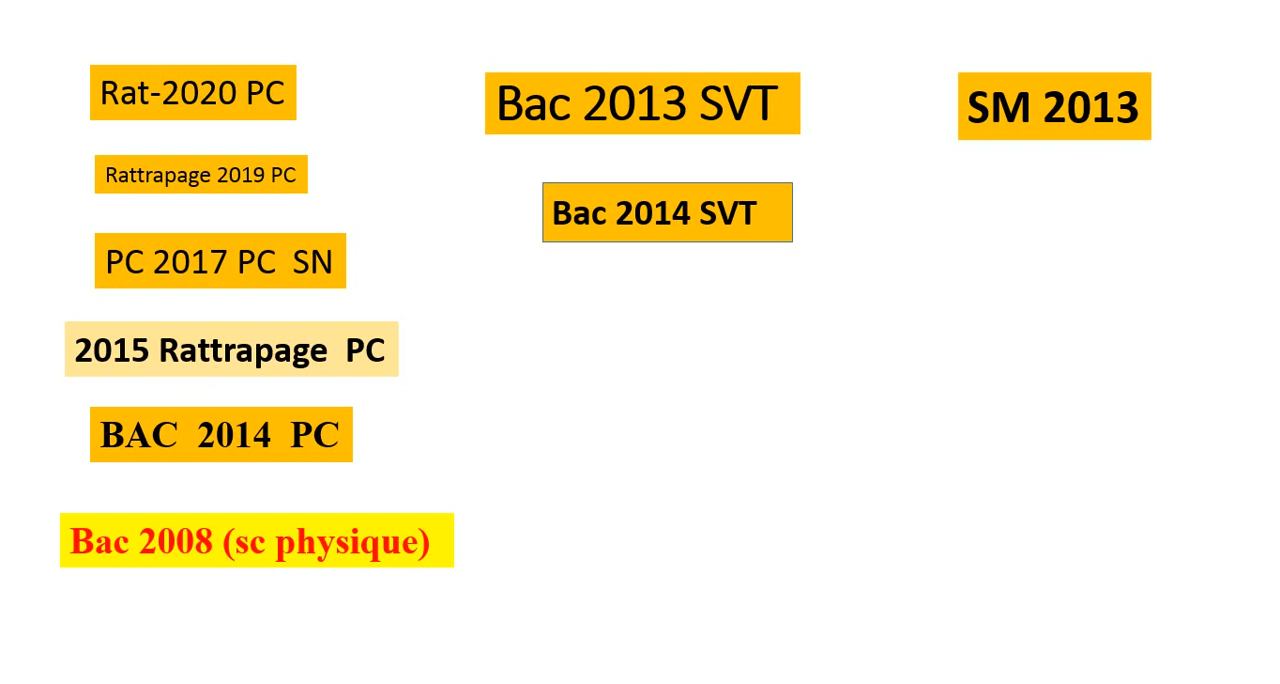 Rat-2020 PC
Rattrapage 2019 PC
PC 2017 PC SN
2015 Rattrapage PC
BAC 2014 PC
Bac 2008 (sc physique)
Bac 2013 SVT
Bac 2014 SVT
SM 2013